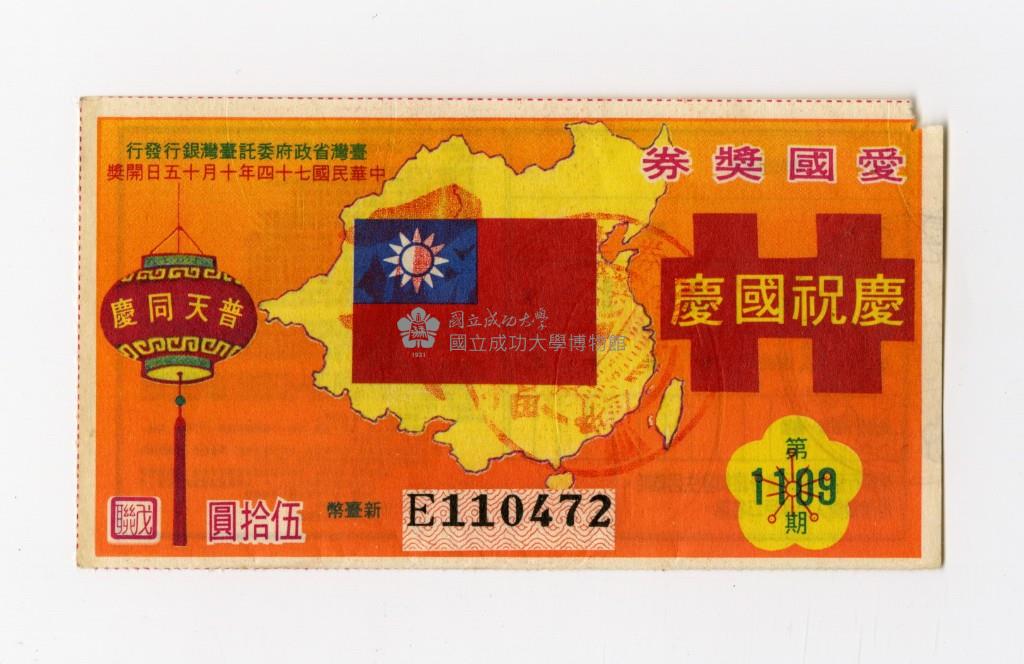 愛國獎券
臺灣省政府委託臺灣銀行發行
中華民國七十四年十月十五日開獎
慶祝國慶
普天同慶
國立成功大學
國立成功大學博物館
1931
第
1109
期
新臺幣
E110472
伍拾圓
戊聯